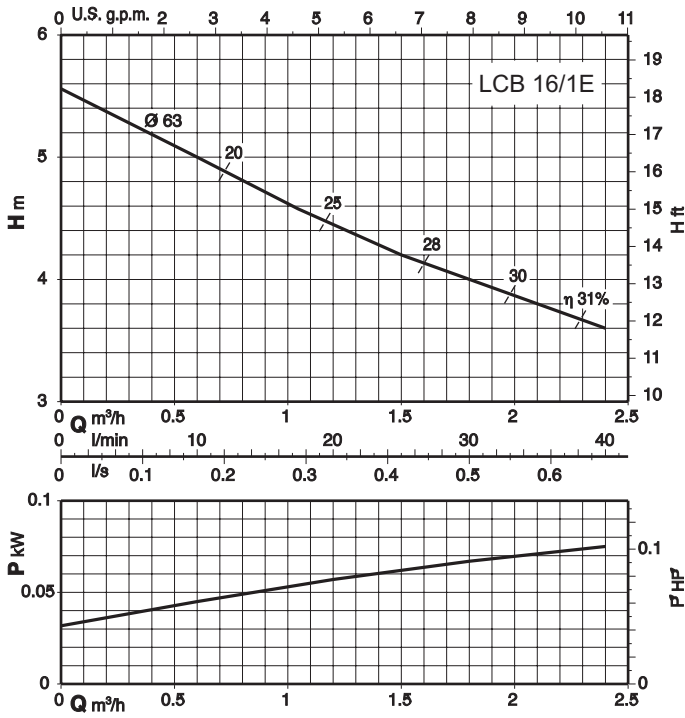 0 U.S. g.p.m. 2 3 4 5 6 7 8 9 10 11
6 5 4 3
H m
19 18 17 16 15 14 13 12 11 10
H ft
LCB 16/1E
Ø 63
20
25
28
30
η 31%
0 Q m³/h 0.5 1 1.5 2 2.5
0 l/min 10 20 30 40
0 l/s 0.1 0.2 0.3 0.4 0.5 0.6
0.1 0.05 0
P kW
0.1 0
P HP
0 Q m³/h 0.5 1 1.5 2 2.5